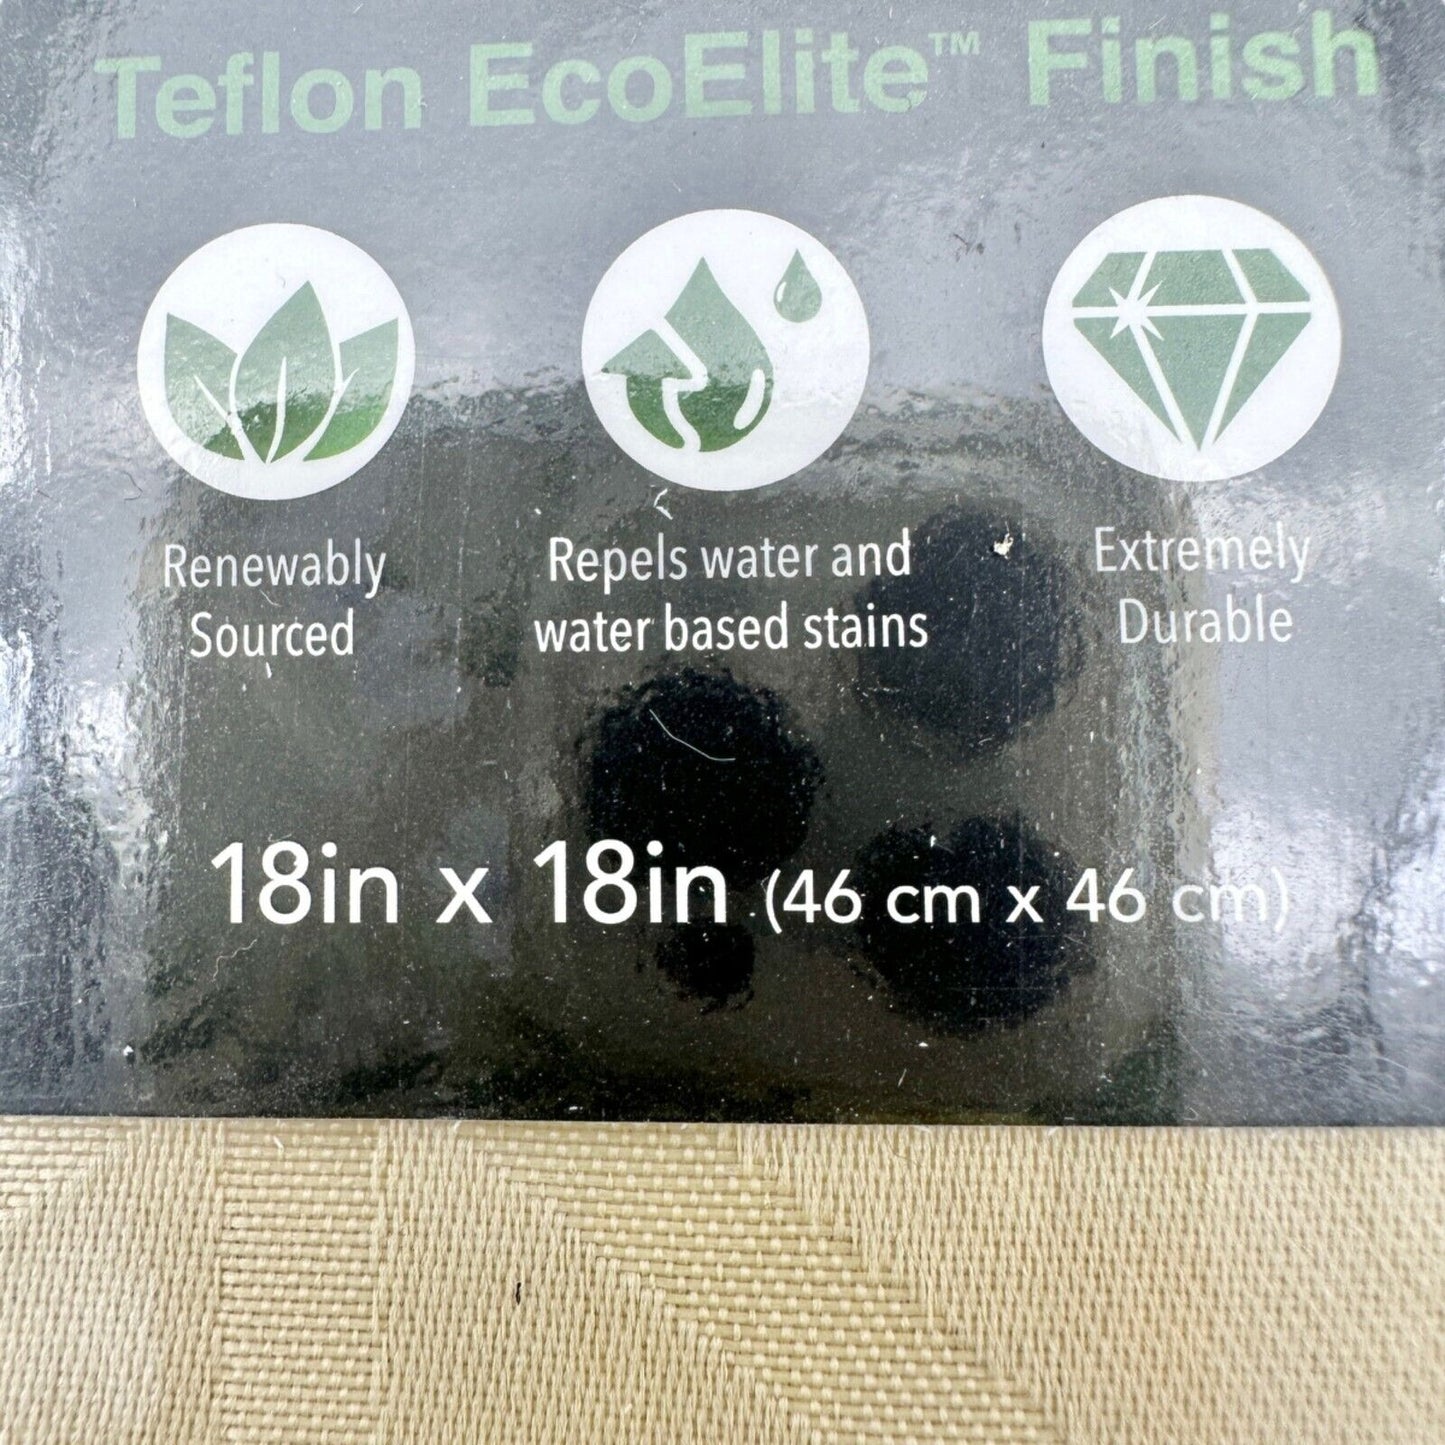 Teflon EcoElite™ Finish
Renewably
Sourced
Repels water and
water based stains
Extremely
Durable
18in x 18in (46 cm x 46 cm)